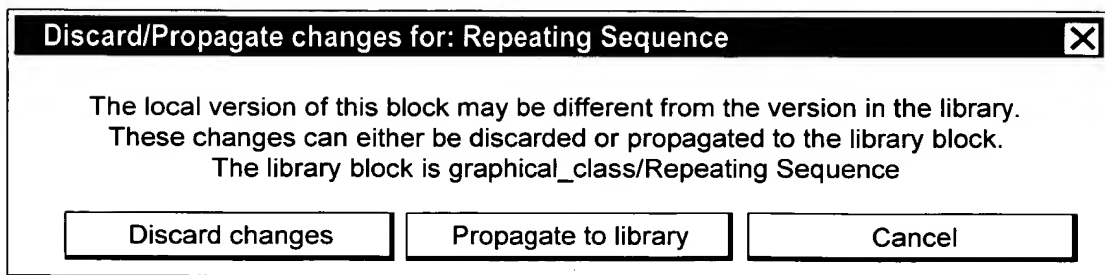 Discard/Propagate changes for: Repeating Sequence
The local version of this block may be different from the version in the library.
These changes can either be discarded or propagated to the library block.
The library block is graphical_class/Repeating Sequence
Discard changes
Propagate to library
Cancel